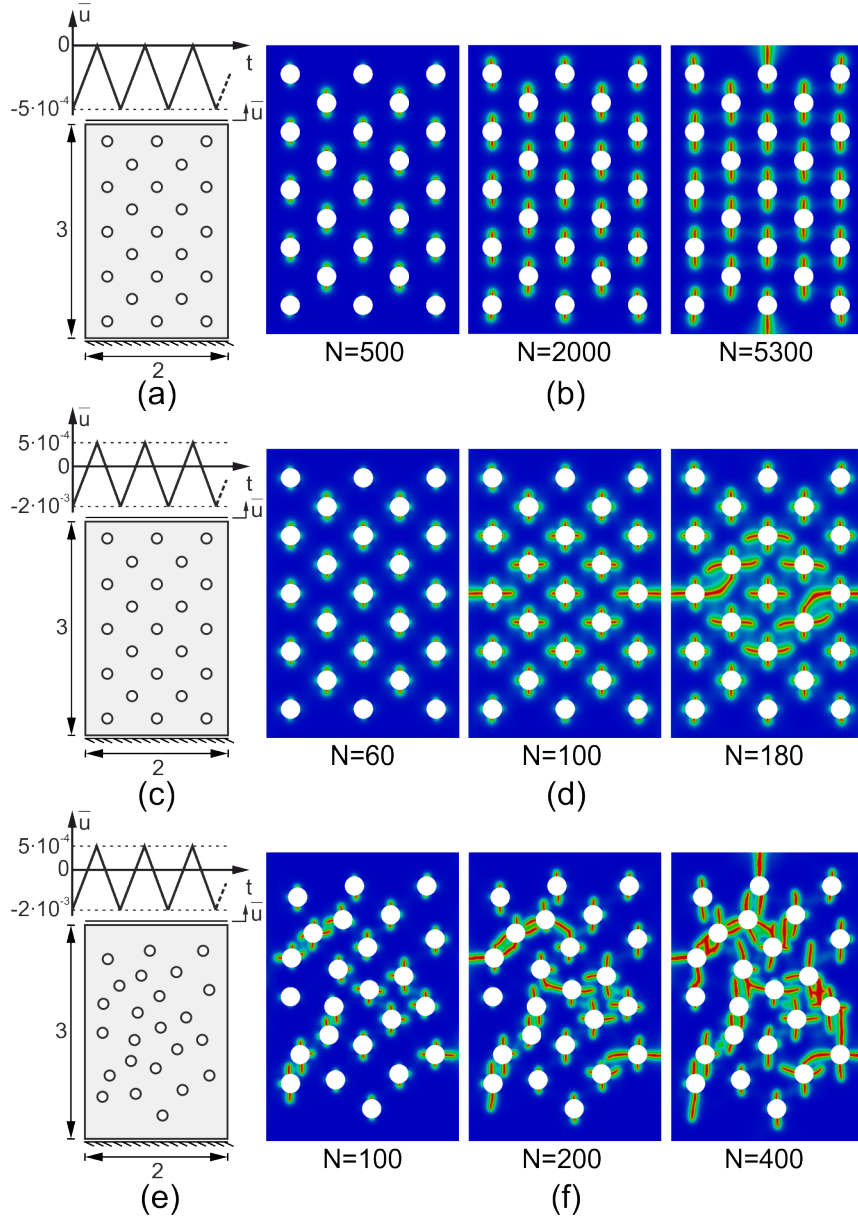 u̅
0
t
-5·10⁻⁴
u̅
3
2
N=500 N=2000 N=5300
(a) (b)
u̅
5·10⁻⁴
0
t
-2·10⁻³
u̅
3
2
N=60 N=100 N=180
(c) (d)
u̅
5·10⁻⁴
0
t
-2·10⁻³
u̅
3
2
N=100 N=200 N=400
(e) (f)